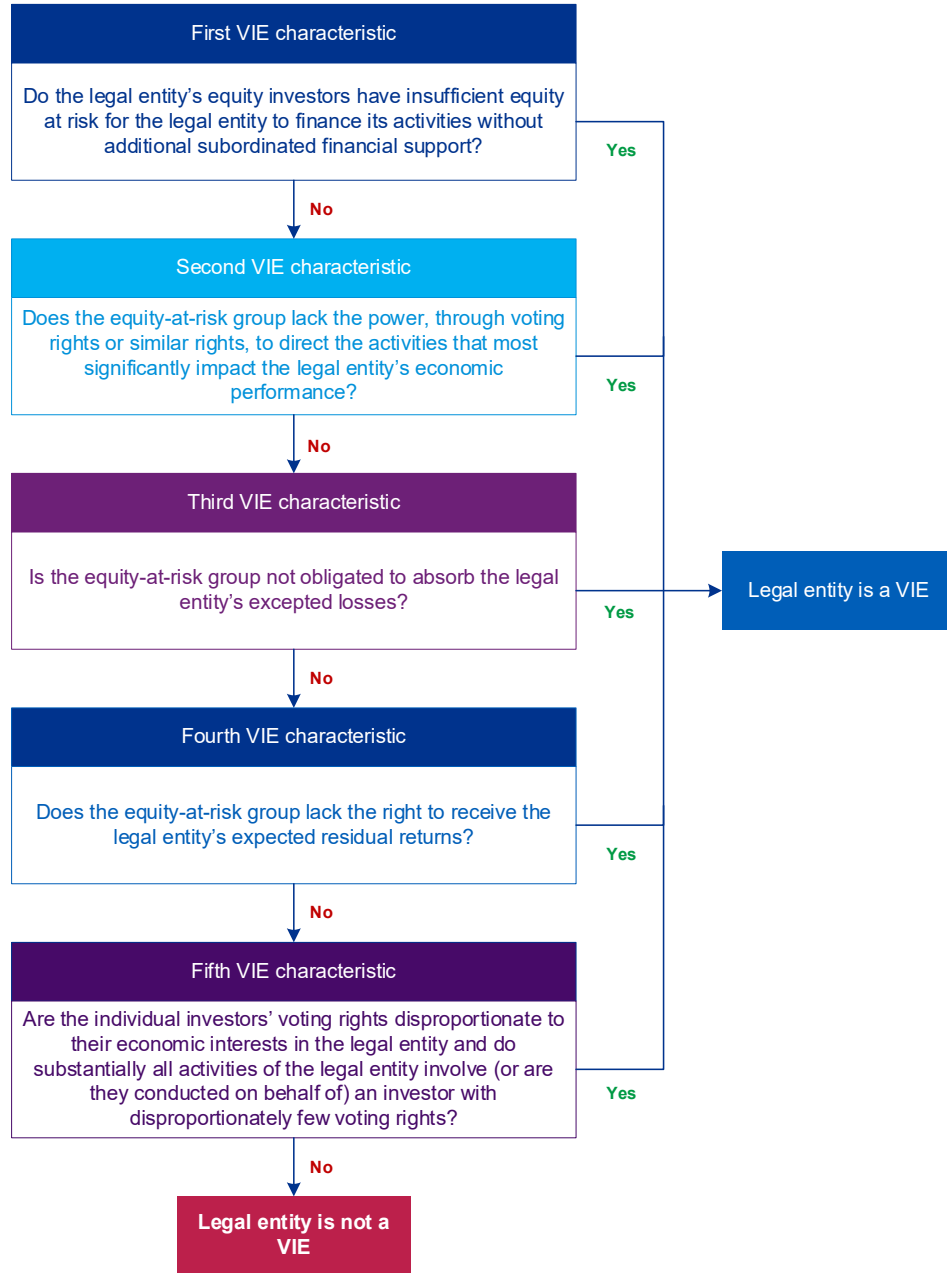 First VIE characteristic
Do the legal entity's equity investors have insufficient equity
at risk for the legal entity to finance its activities without
additional subordinated financial support?
Yes
No
Second VIE characteristic
Does the equity-at-risk group lack the power, through voting
rights or similar rights, to direct the activities that most
significantly impact the legal entity's economic
performance?
Yes
No
Third VIE characteristic
Is the equity-at-risk group not obligated to absorb the legal
entity's excepted losses?
Yes
Legal entity is a VIE
No
Fourth VIE characteristic
Does the equity-at-risk group lack the right to receive the
legal entity's expected residual returns?
Yes
No
Fifth VIE characteristic
Are the individual investors' voting rights disproportionate to
their economic interests in the legal entity and do
substantially all activities of the legal entity involve (or are
they conducted on behalf of) an investor with
disproportionately few voting rights?
Yes
No
Legal entity is not a
VIE